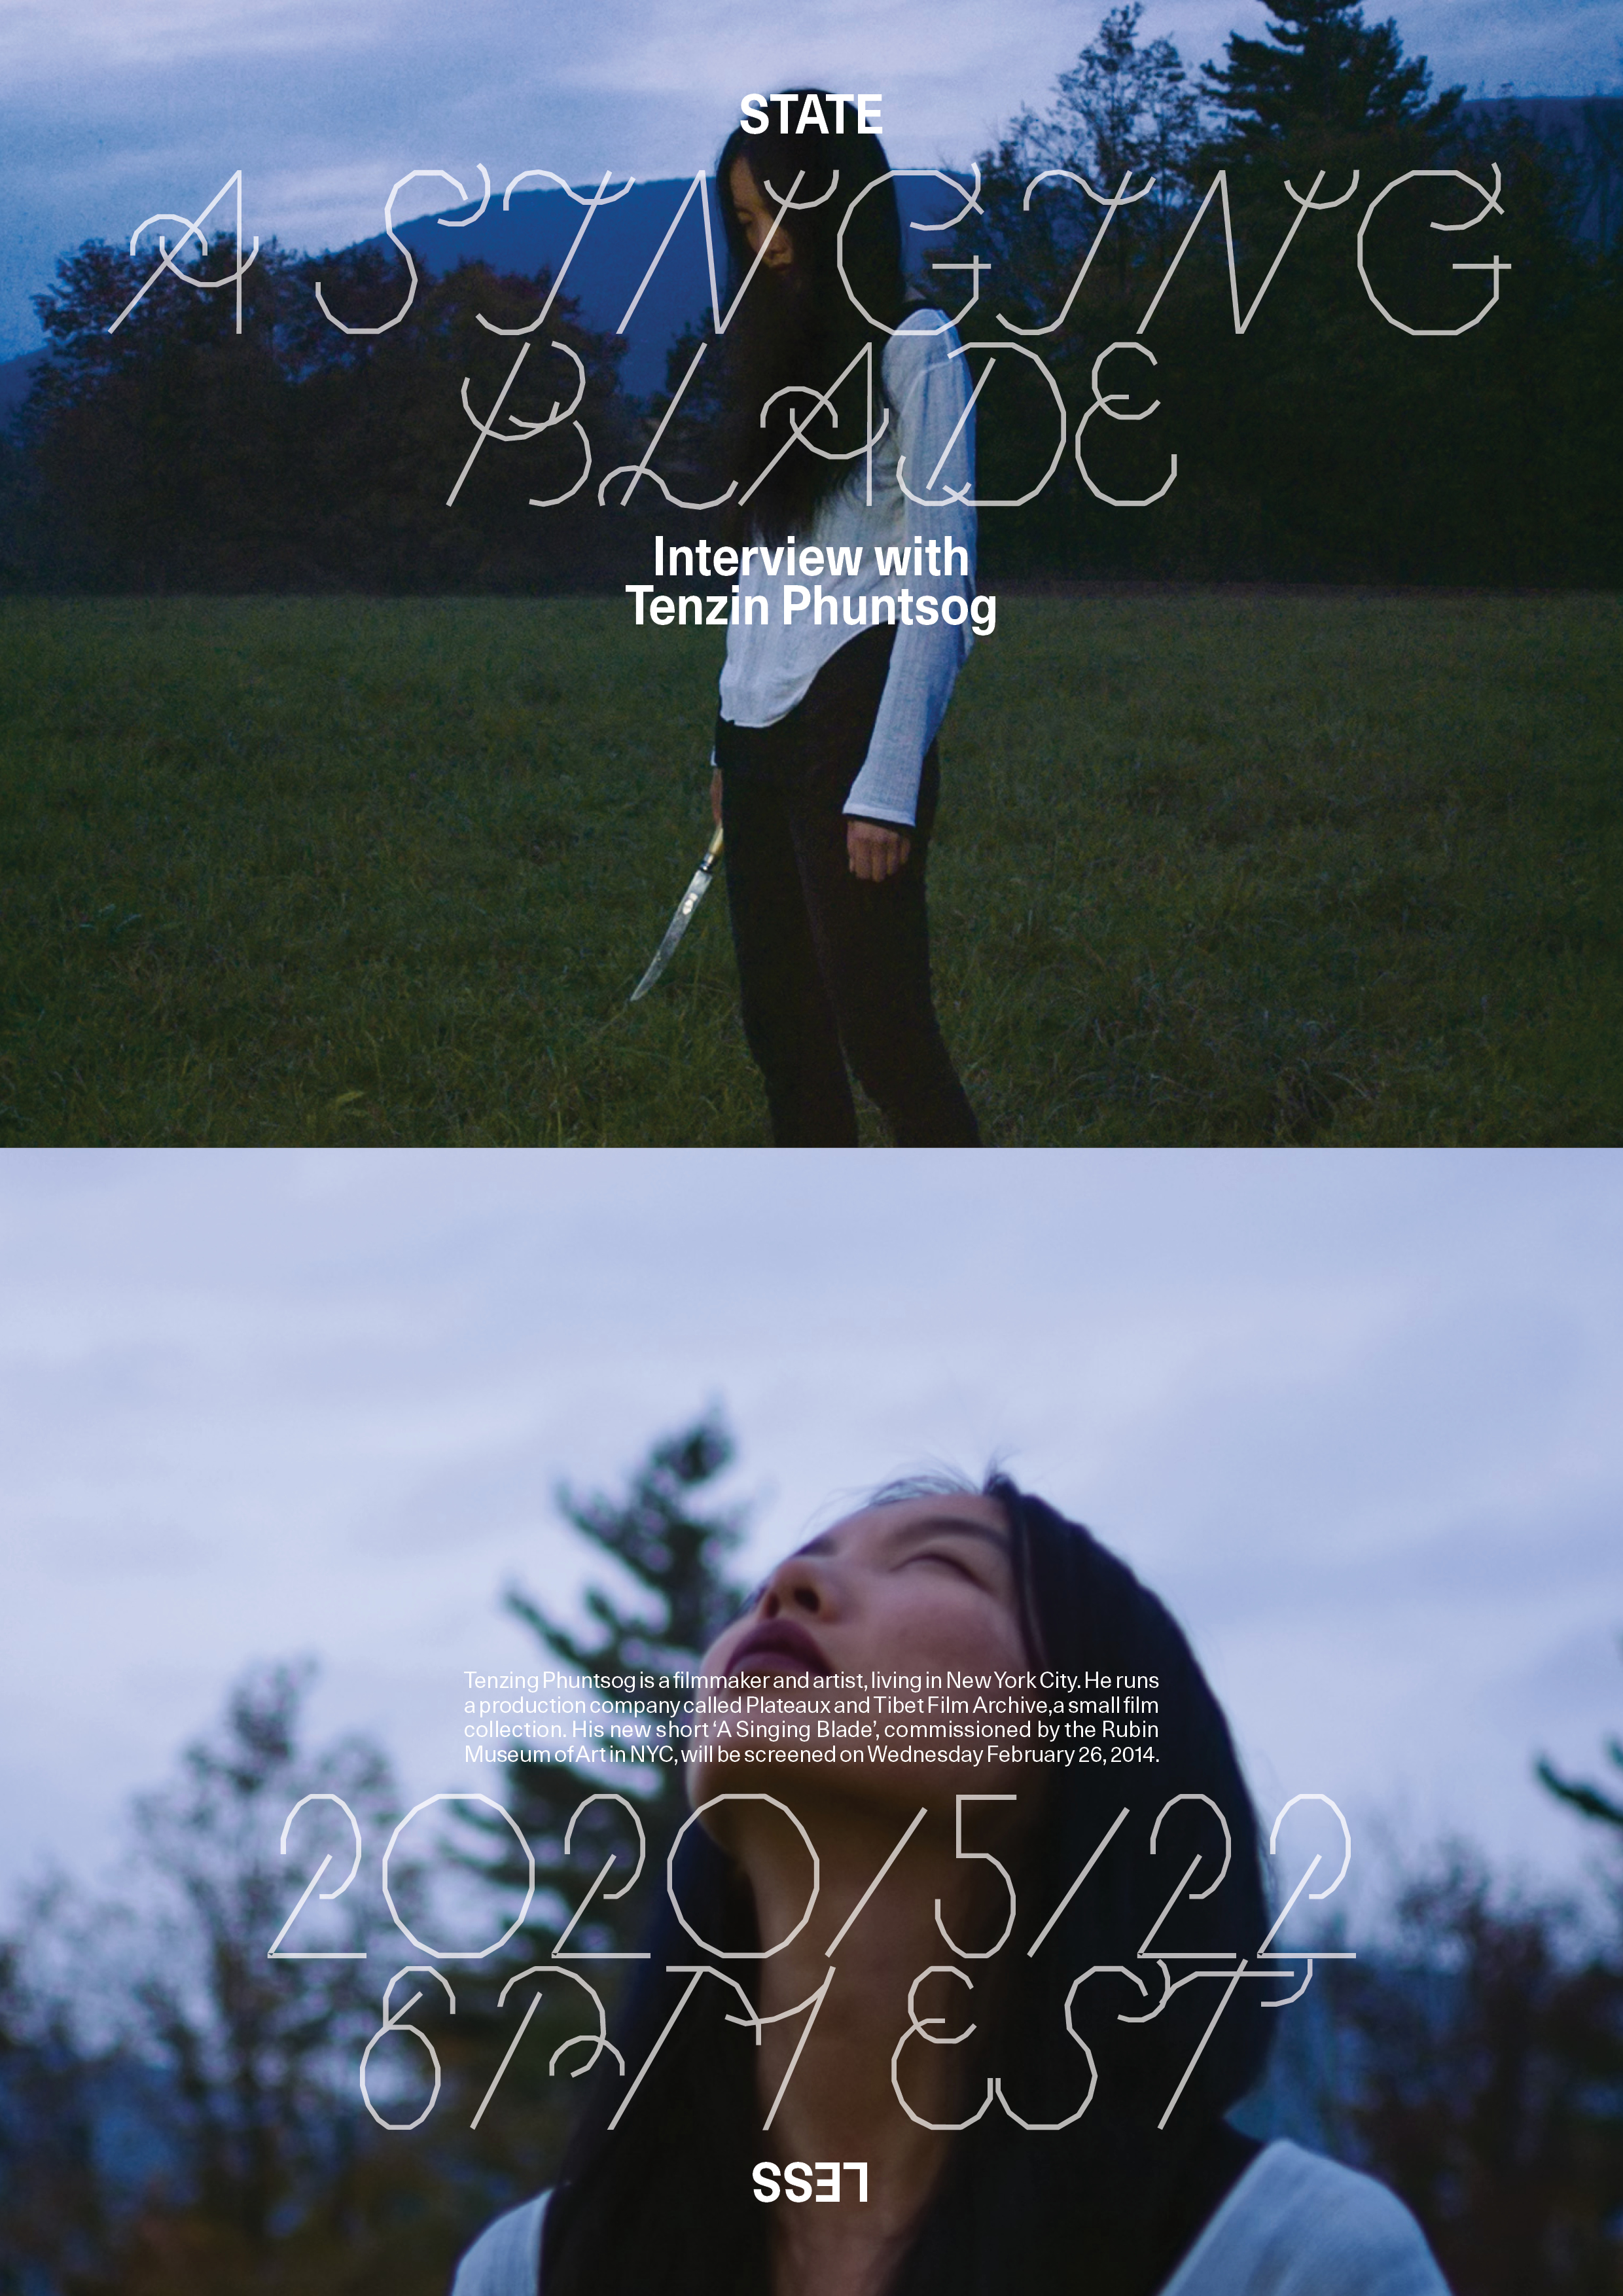 STATE
A SINGING
BLADE
Interview with
Tenzin Phuntsog
Tenzing Phuntsog is a filmmaker and artist, living in New York City. He runs
a production company called Plateaux and Tibet Film Archive, a small film
collection. His new short ‘A Singing Blade’, commissioned by the Rubin
Museum of Art in NYC, will be screened on Wednesday February 26, 2014.
2020/5/22
6PM EST
LESS